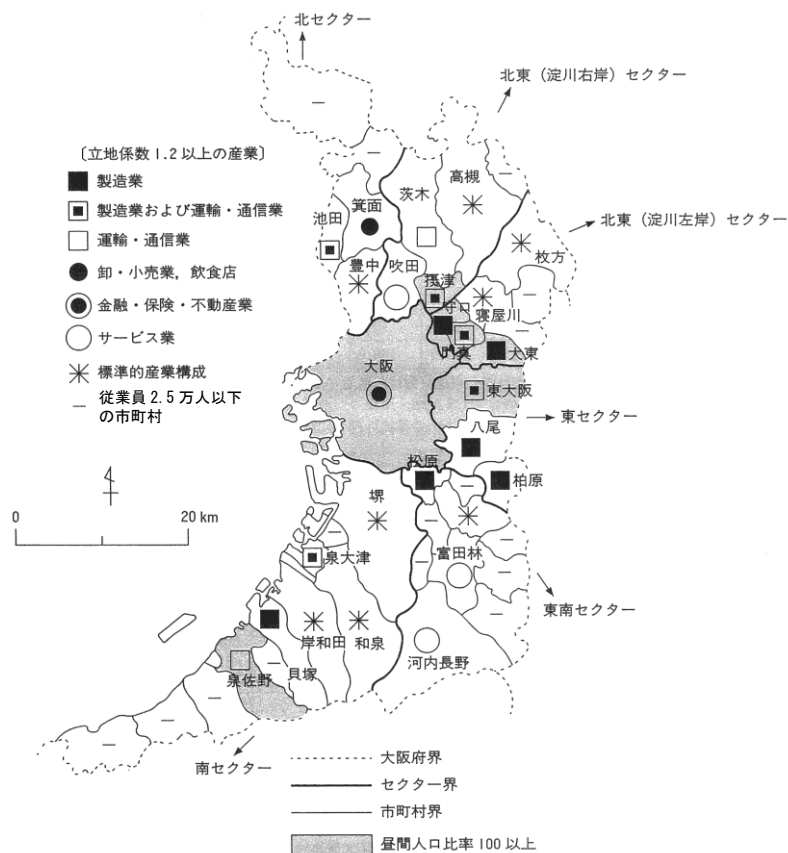 北セクター
北東（淀川右岸）セクター
〔立地係数1.2以上の産業〕
製造業
製造業および運輸・通信業
運輸・通信業
卸・小売業，飲食店
金融・保険・不動産業
サービス業
標準的産業構成
従業員2.5万人以下
の市町村
高槻
茨木
箕面
池田
北東（淀川左岸）セクター
枚方
豊中
吹田
摂津
守口
寝屋川
門真
大東
大阪
東大阪
東セクター
八尾
松原
柏原
堺
0
20 km
泉大津
富田林
東南セクター
岸和田
和泉
河内長野
貝塚
泉佐野
南セクター
大阪府界
セクター界
市町村界
昼間人口比率100以上